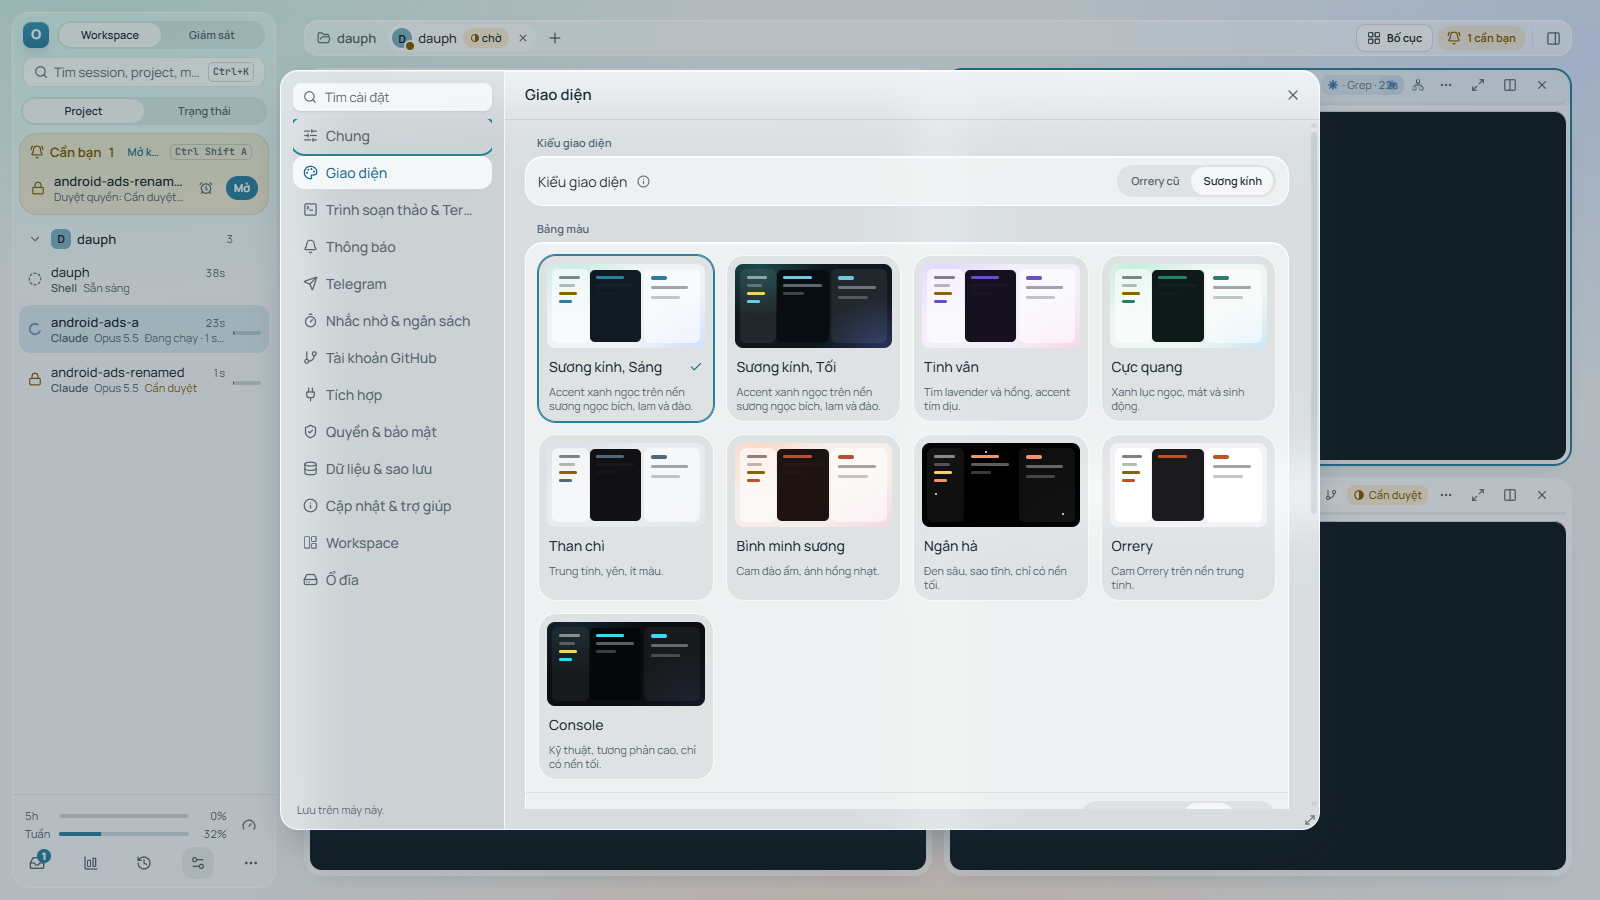 O
Workspace
Giám sát
Tìm session, project, m...
Ctrl+K
Project
Trạng thái
Cần bạn 1
Mở k...
Ctrl Shift A
android-ads-renam...
Duyệt quyền: Cần duyệt...
Mở
D
dauph
3
dauph
38s
Shell Sẵn sàng
android-ads-a
23s
Claude Opus 5.5 Đang chạy · 1 s...
android-ads-renamed
1s
Claude Opus 5.5 Cần duyệt
5h
0%
Tuần
32%
1
dauph
D
dauph
chờ
Bố cục
1 cần bạn
· Grep ·
Cần duyệt
Tìm cài đặt
Chung
Giao diện
Trình soạn thảo & Ter...
Thông báo
Telegram
Nhắc nhở & ngân sách
Tài khoản GitHub
Tích hợp
Quyền & bảo mật
Dữ liệu & sao lưu
Cập nhật & trợ giúp
Workspace
Ổ đĩa
Lưu trên máy này.
Giao diện
Kiểu giao diện
Kiểu giao diện
Orrery cũ
Sương kính
Bảng màu
Sương kính, Sáng
Accent xanh ngọc trên nền
sương ngọc bích, lam và đào.
Sương kính, Tối
Accent xanh ngọc trên nền
sương ngọc bích, lam và đào.
Tinh vân
Tím lavender và hồng, accent
tím dịu.
Cực quang
Xanh lục ngọc, mát và sinh
động.
Than chì
Trung tính, yên, ít màu.
Bình minh sương
Cam đào ấm, ánh hồng nhạt.
Ngân hà
Đen sâu, sao tĩnh, chỉ có nền
tối.
Orrery
Cam Orrery trên nền trung
tính.
Console
Kỹ thuật, tương phản cao, chỉ
có nền tối.